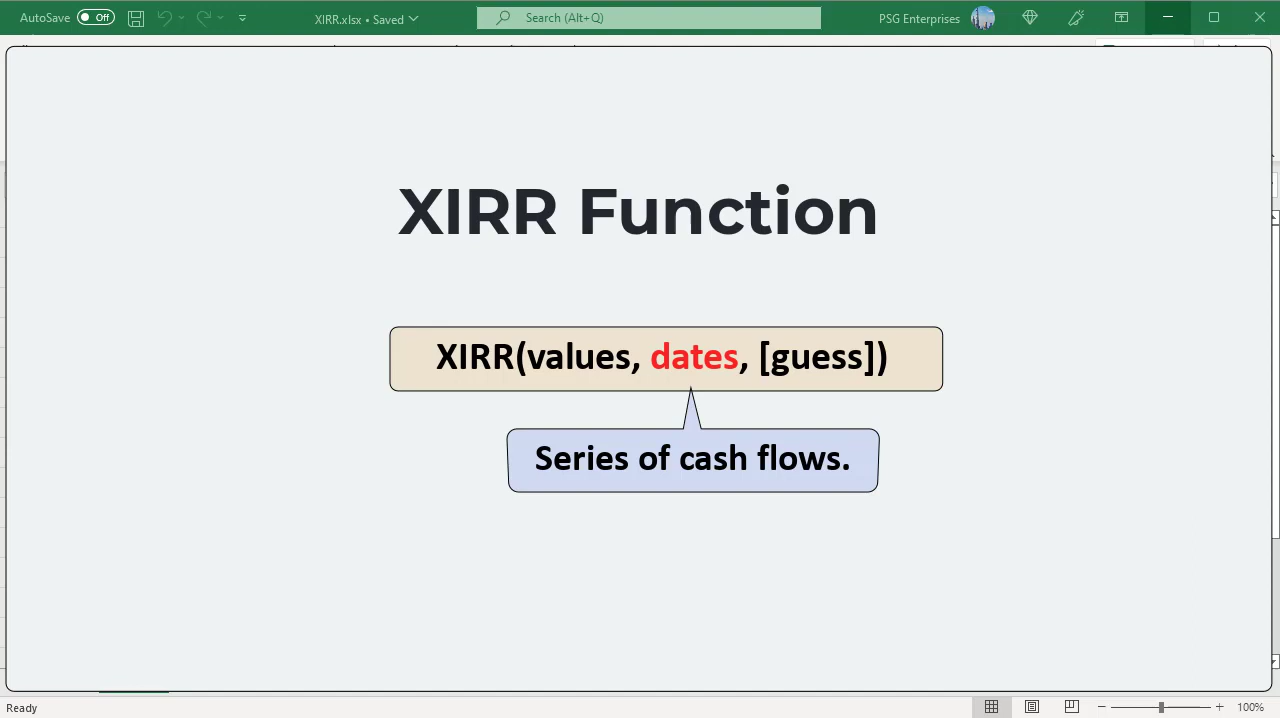 AutoSave Off XIRR.xlsx • Saved Search (Alt+Q) PSG Enterprises
XIRR Function
XIRR(values, dates, [guess])
Series of cash flows.
Ready 100%